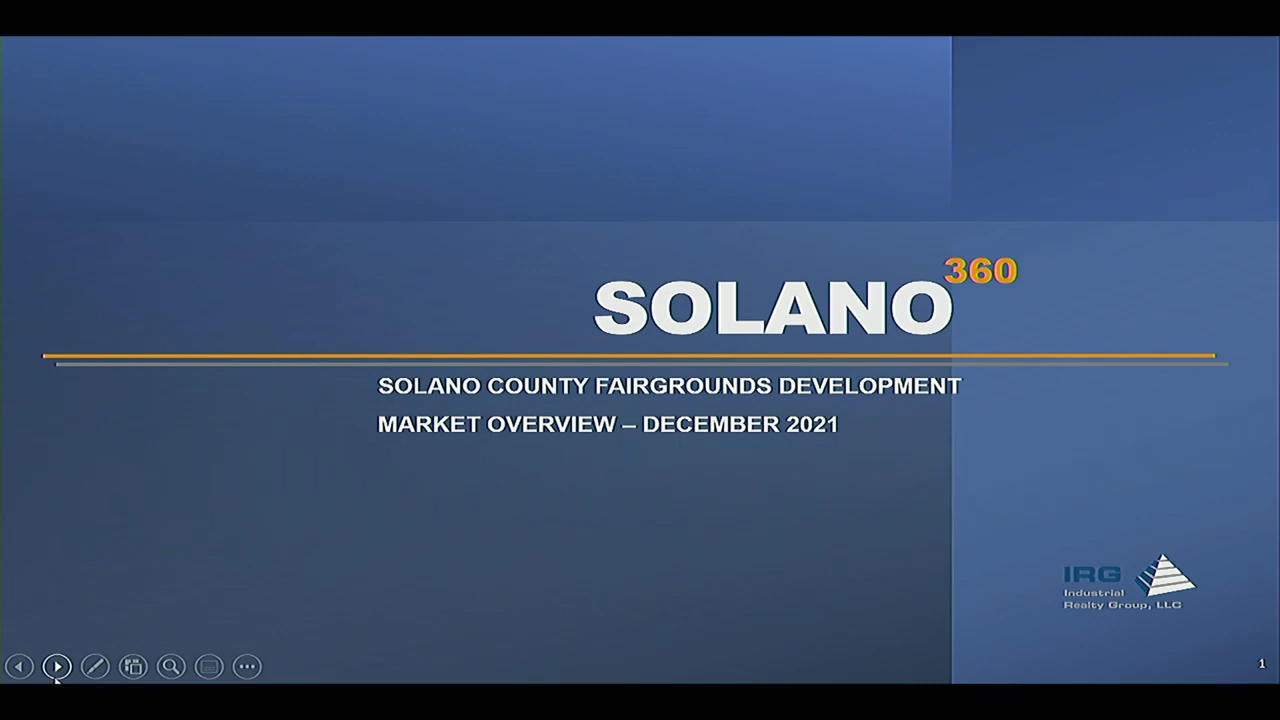 SOLANO 360
SOLANO COUNTY FAIRGROUNDS DEVELOPMENT
MARKET OVERVIEW – DECEMBER 2021
IRG
Industrial
Realty Group, LLC
1